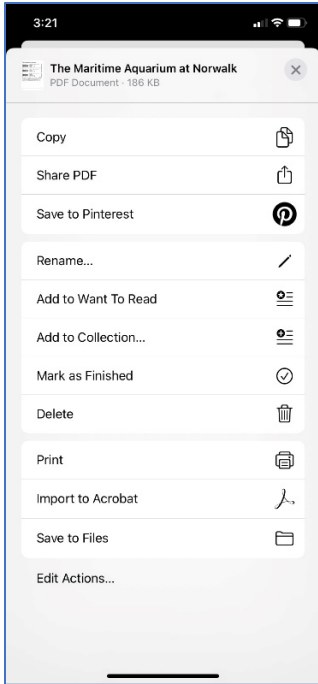 3:21
The Maritime Aquarium at Norwalk
PDF Document · 186 KB
Copy
Share PDF
Save to Pinterest
Rename...
Add to Want To Read
Add to Collection...
Mark as Finished
Delete
Print
Import to Acrobat
Save to Files
Edit Actions...